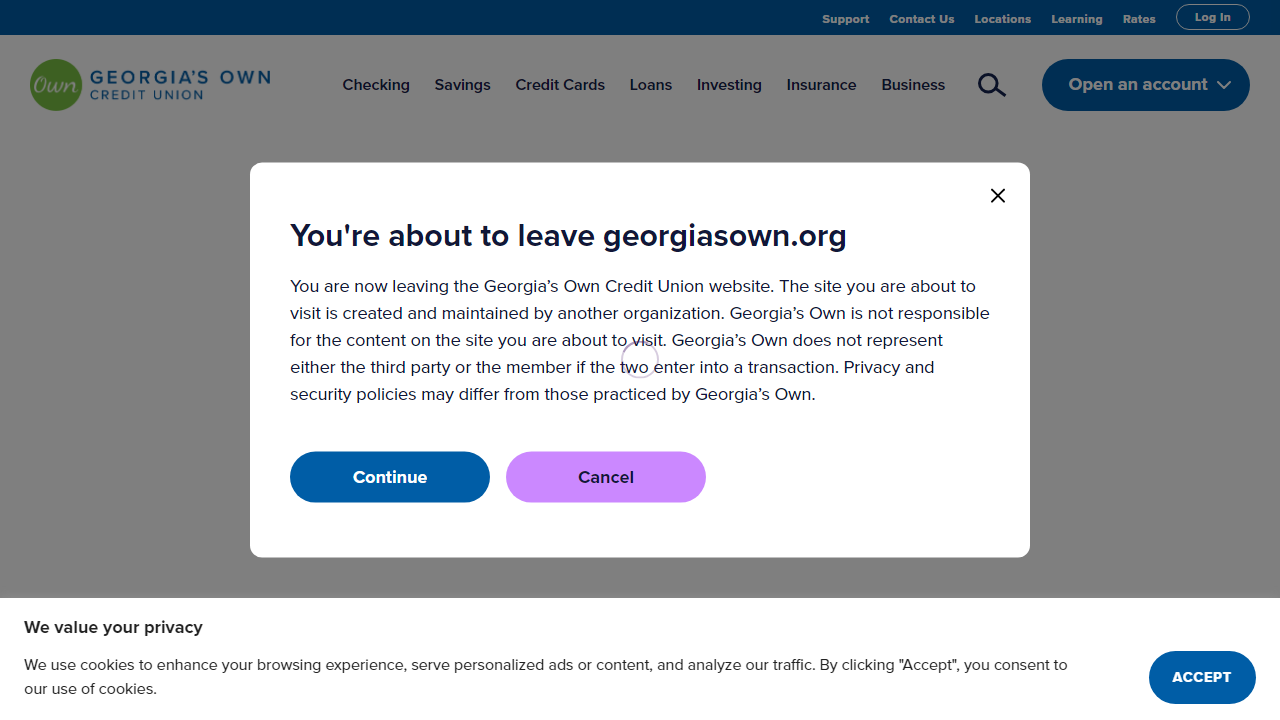 Support Contact Us Locations Learning Rates Log In
Own GEORGIA'S OWN
CREDIT UNION
Checking Savings Credit Cards Loans Investing Insurance Business Open an account
You're about to leave georgiasown.org
You are now leaving the Georgia’s Own Credit Union website. The site you are about to
visit is created and maintained by another organization. Georgia’s Own is not responsible
for the content on the site you are about to visit. Georgia’s Own does not represent
either the third party or the member if the two enter into a transaction. Privacy and
security policies may differ from those practiced by Georgia’s Own.
Continue Cancel
We value your privacy
We use cookies to enhance your browsing experience, serve personalized ads or content, and analyze our traffic. By clicking "Accept", you consent to
our use of cookies.
ACCEPT